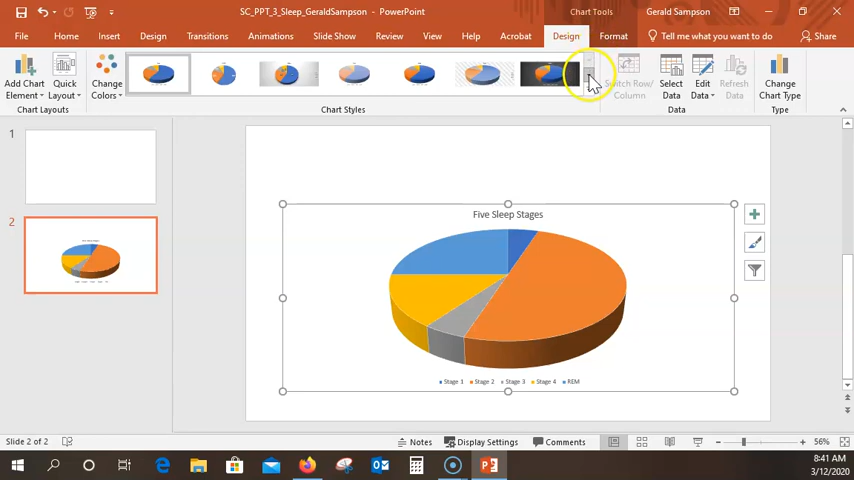 SC_PPT_3_Sleep_GeraldSampson - PowerPoint
Chart Tools
Gerald Sampson
File Home Insert Design Transitions Animations Slide Show Review View Help Acrobat Design Format Tell me what you want to do Share
Add Chart Element
Quick Layout
Change Colors
Switch Row/ Column
Select Data
Edit Data
Refresh Data
Change Chart Type
Chart Layouts
Chart Styles
Data
Type
1
2
Five Sleep Stages
Stage 1 Stage 2 Stage 3 Stage 4 REM
Slide 2 of 2
Notes
Display Settings
Comments
56%
8:41 AM
3/12/2020